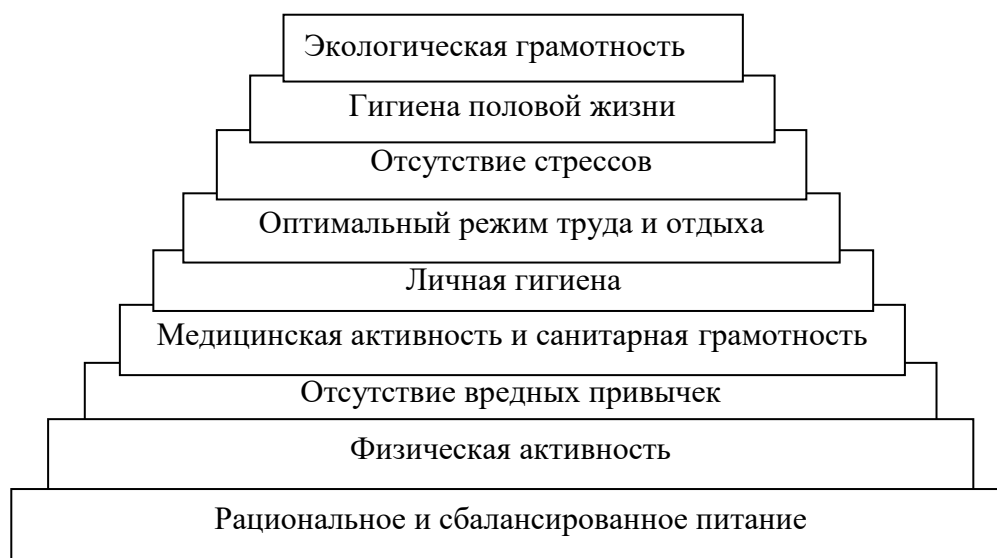 Экологическая грамотность
Гигиена половой жизни
Отсутствие стрессов
Оптимальный режим труда и отдыха
Личная гигиена
Медицинская активность и санитарная грамотность
Отсутствие вредных привычек
Физическая активность
Рациональное и сбалансированное питание